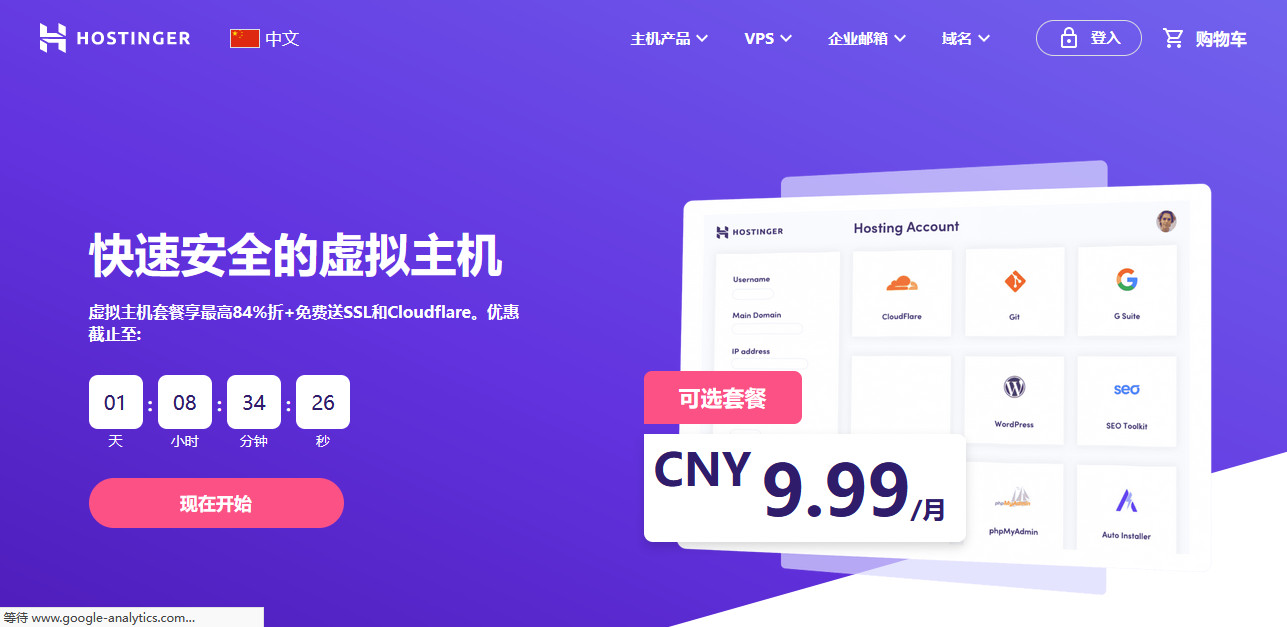 HOSTINGER
中文
主机产品
VPS
企业邮箱
域名
登入
购物车
快速安全的虚拟主机
虚拟主机套餐享最高84%折+免费送SSL和Cloudflare。优惠
截止至:
01 : 08 : 34 : 26
天 小时 分钟 秒
现在开始
HOSTINGER
Hosting Account
Username
Main Domain
IP address
CloudFlare
Git
G Suite
WordPress
seo
SEO Toolkit
可选套餐
CNY 9.99/月
phpMyAdmin
phpMyAdmin
Auto Installer
等待 www.google-analytics.com...